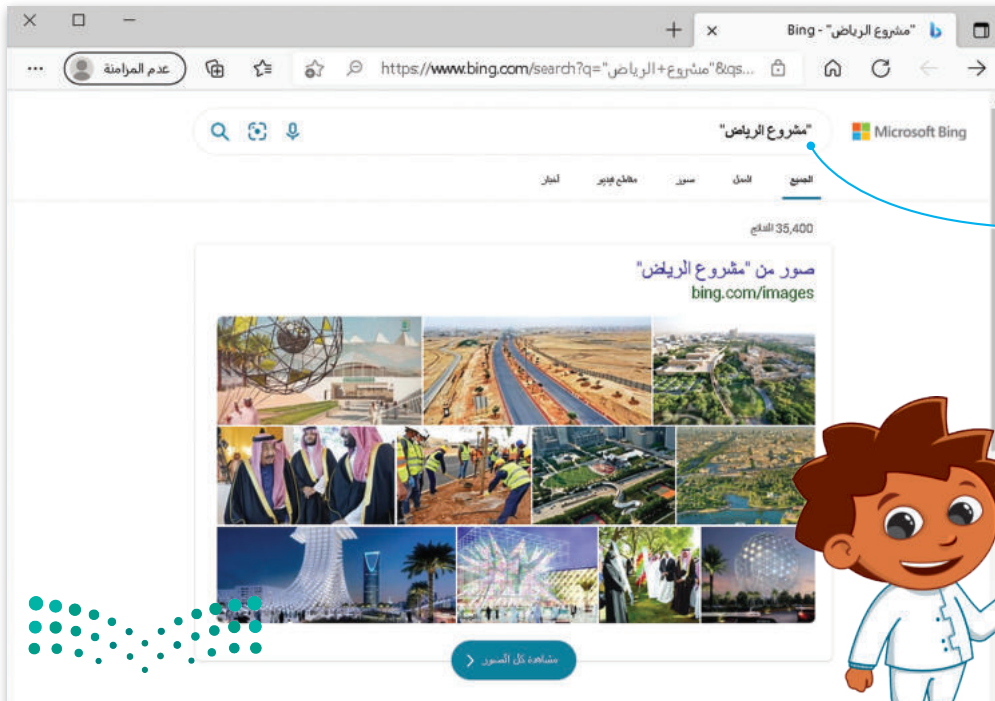 "مشروع الرياض" - Bing
عدم المزامنة
https://www.bing.com/search?q="مشروع+الرياض"&qs...
Microsoft Bing
"مشروع الرياض"
الجميع العمل صور مقاطع فيديو أخبار
35,400 النتائج
صور من "مشروع الرياض"
bing.com/images
مشاهدة كل الصور